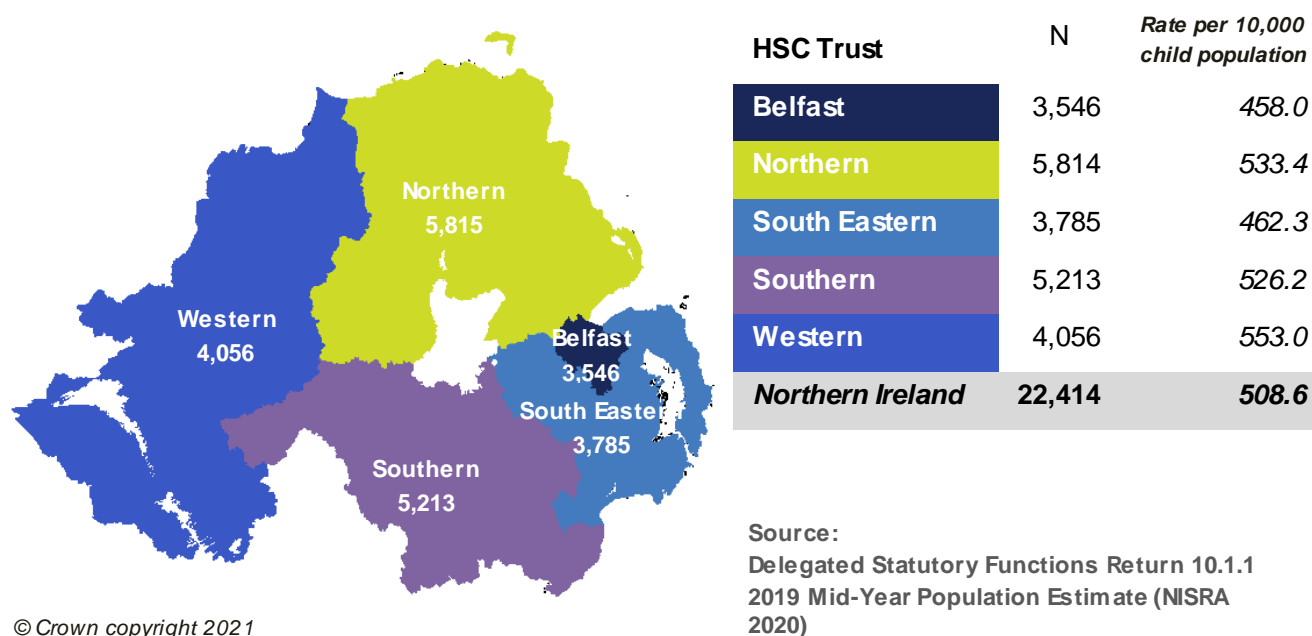 Northern
5,815
Western
4,056
Belfast
3,546
South Eastern
3,785
Southern
5,213
© Crown copyright 2021
HSC Trust N Rate per 10,000
child population
Belfast 3,546 458.0
Northern 5,814 533.4
South Eastern 3,785 462.3
Southern 5,213 526.2
Western 4,056 553.0
Northern Ireland 22,414 508.6
Source:
Delegated Statutory Functions Return 10.1.1
2019 Mid-Year Population Estimate (NISRA
2020)